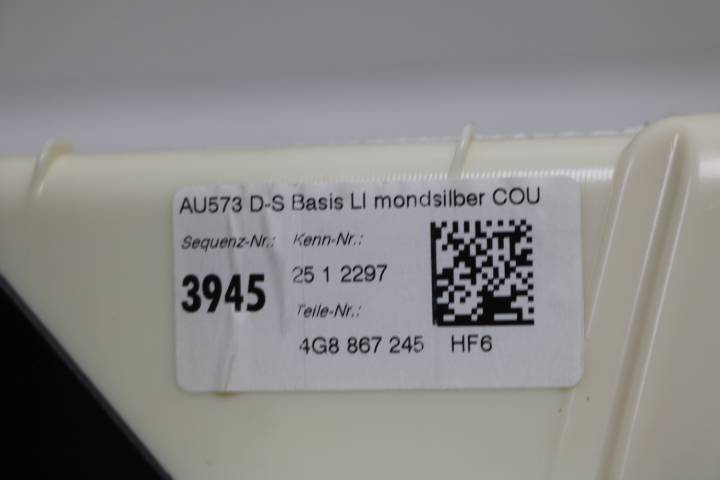 AU573 D-S Basis LI mondsilber COU
Sequenz-Nr.: Kenn-Nr.:
3945 25 1 2297
Teile-Nr.:
4G8 867 245 HF6